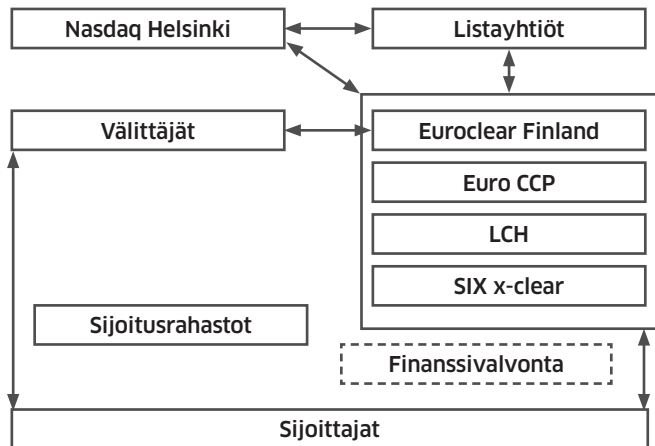 Nasdaq Helsinki
Listayhtiöt
Välittäjät
Euroclear Finland
Euro CCP
LCH
SIX x-clear
Sijoitusrahastot
Finanssivalvonta
Sijoittajat